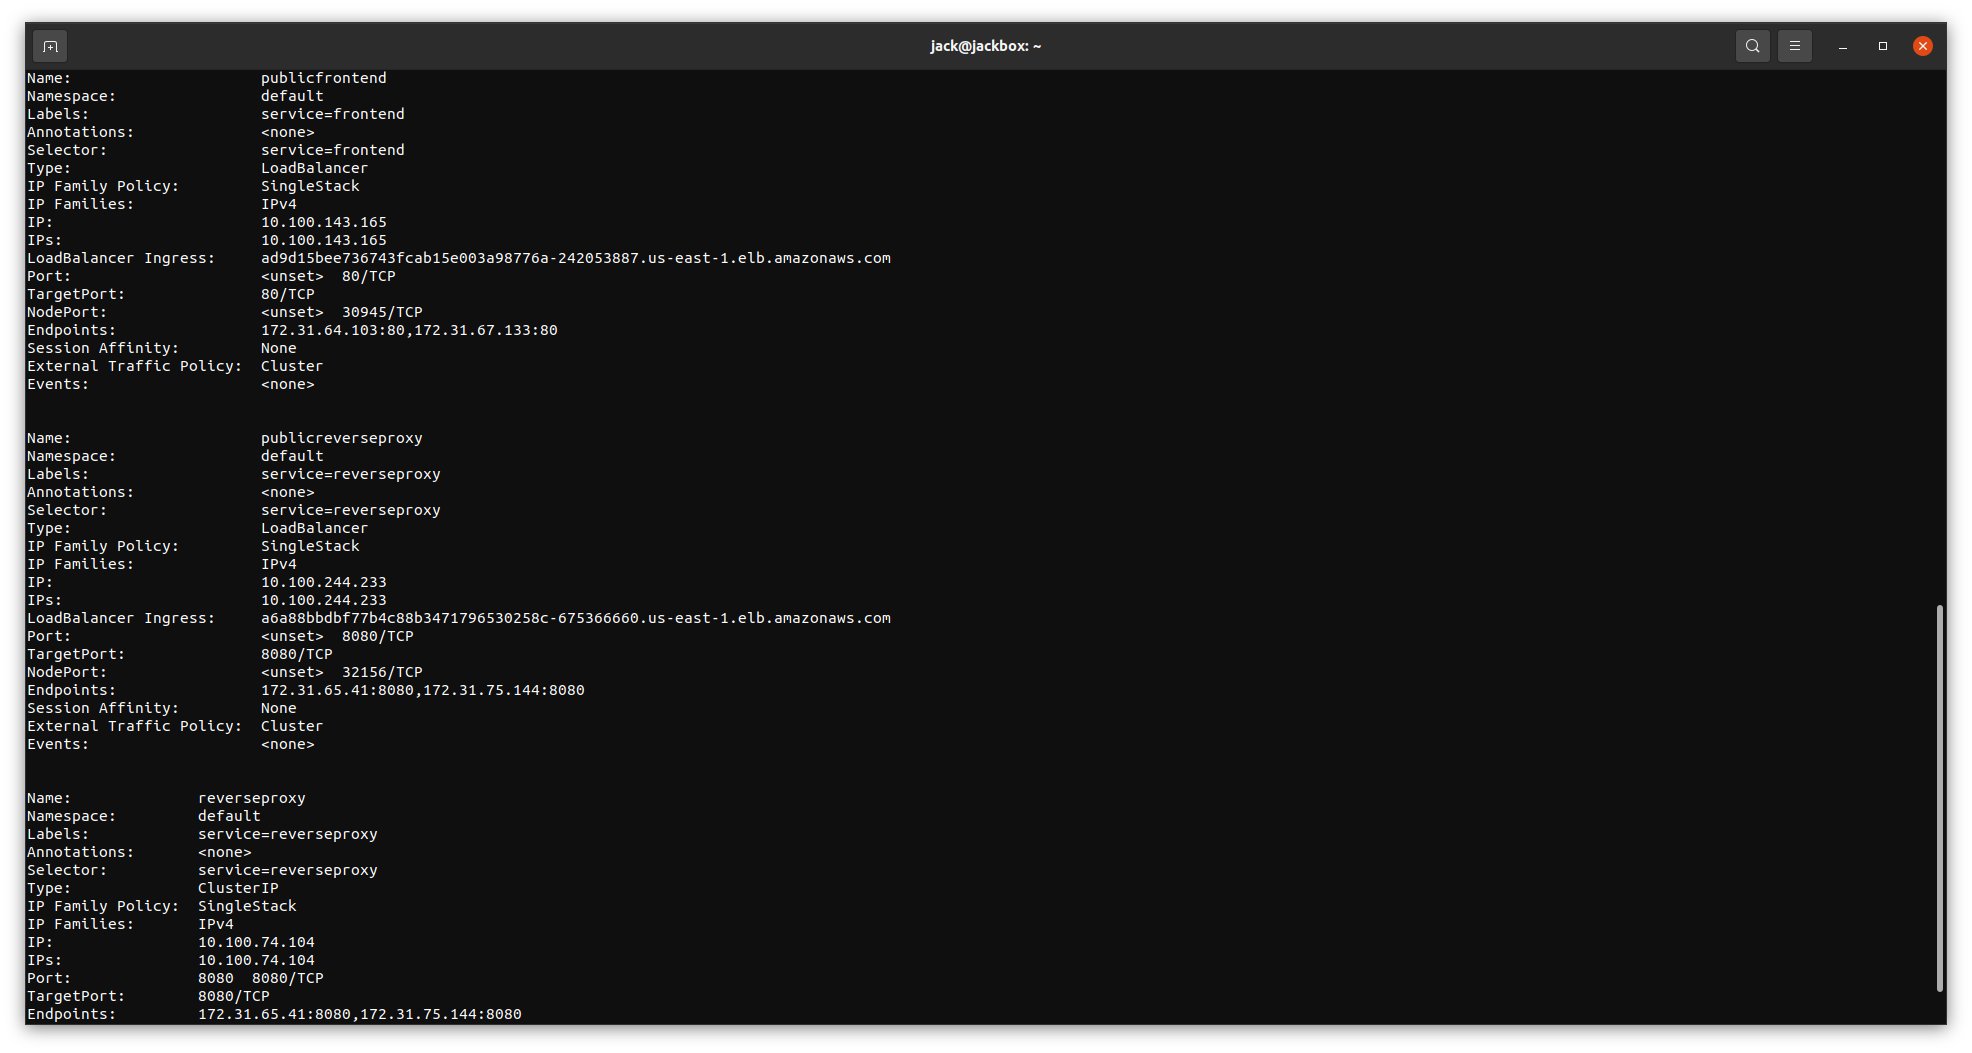 jack@jackbox: ~
Name:                     publicfrontend
Namespace:                default
Labels:                   service=frontend
Annotations:              <none>
Selector:                 service=frontend
Type:                     LoadBalancer
IP Family Policy:         SingleStack
IP Families:              IPv4
IP:                       10.100.143.165
IPs:                      10.100.143.165
LoadBalancer Ingress:     ad9d15bee736743fcab15e003a98776a-242053887.us-east-1.elb.amazonaws.com
Port:                     <unset>  80/TCP
TargetPort:               80/TCP
NodePort:                 <unset>  30945/TCP
Endpoints:                172.31.64.103:80,172.31.67.133:80
Session Affinity:         None
External Traffic Policy:  Cluster
Events:                   <none>
Name:                     publicreverseproxy
Namespace:                default
Labels:                   service=reverseproxy
Annotations:              <none>
Selector:                 service=reverseproxy
Type:                     LoadBalancer
IP Family Policy:         SingleStack
IP Families:              IPv4
IP:                       10.100.244.233
IPs:                      10.100.244.233
LoadBalancer Ingress:     a6a88bbdbf77b4c88b3471796530258c-675366660.us-east-1.elb.amazonaws.com
Port:                     <unset>  8080/TCP
TargetPort:               8080/TCP
NodePort:                 <unset>  32156/TCP
Endpoints:                172.31.65.41:8080,172.31.75.144:8080
Session Affinity:         None
External Traffic Policy:  Cluster
Events:                   <none>
Name:              reverseproxy
Namespace:         default
Labels:            service=reverseproxy
Annotations:       <none>
Selector:          service=reverseproxy
Type:              ClusterIP
IP Family Policy:  SingleStack
IP Families:       IPv4
IP:                10.100.74.104
IPs:               10.100.74.104
Port:              8080  8080/TCP
TargetPort:        8080/TCP
Endpoints:         172.31.65.41:8080,172.31.75.144:8080